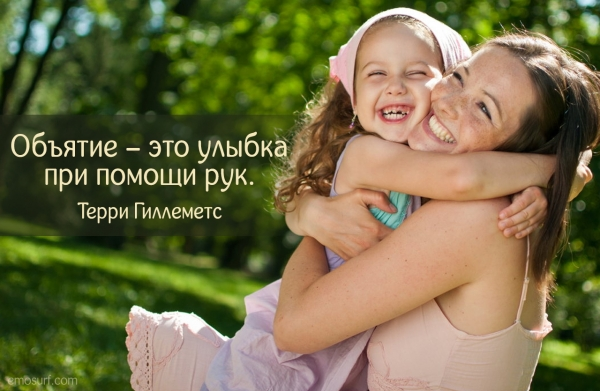 Объятие – это улыбка
при помощи рук.
Терри Гиллеметс
emosurf.com